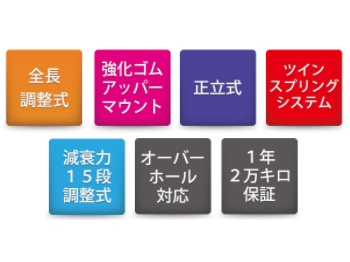 全長
調整式
強化ゴム
アッパー
マウント
正立式
ツイン
スプリング
システム
減衰力
１５段
調整式
オーバー
ホール
対応
１年
２万キロ
保証